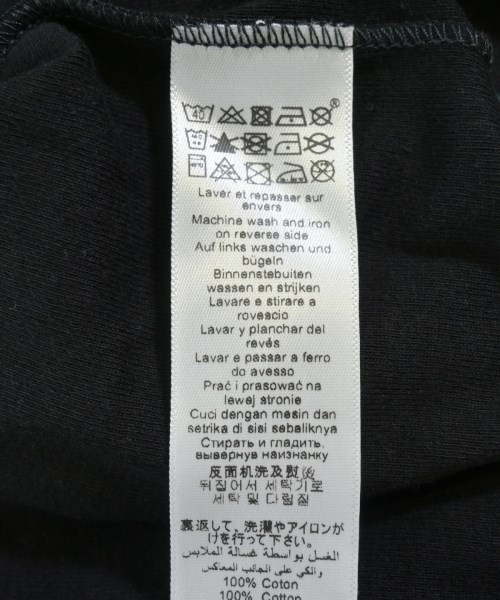 40
®
Laver et repasser sur
envers
Machine wash and iron
on reverse side
Auf links waschen und
bügeln
Binnenstebuiten
wassen en strijken
Lavare e stirare a
rovescio
Lavar y planchar del
revés
Lavar e passar a ferro
do avesso
Prać i prasować na
lewej stronie
Cuci dengan mesin dan
setrika di sisi sebaliknya
Стирать и гладить,
вывернув наизнанку
反面机洗及熨烫
뒤집어서 세탁기로
세탁 및 다림질
裏返して、洗濯やアイロンが
けを行って下さい。
الغسل بواسطة غسالة الملابس
والكي على الجانب المعاكس
100% Coton
100% Cotton